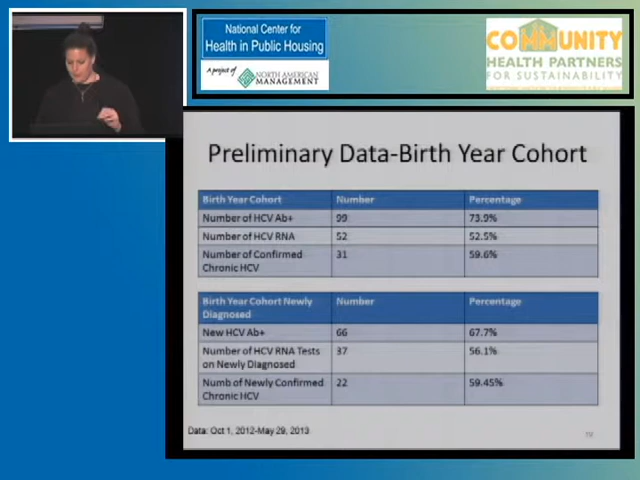 National Center for
Health in Public Housing
A project of
NORTH AMERICAN
MANAGEMENT
COMMUNITY
HEALTH PARTNERS
FOR SUSTAINABILITY
Preliminary Data-Birth Year Cohort
Birth Year Cohort Number Percentage
Number of HCV Ab+ 99 73.9%
Number of HCV RNA 52 52.5%
Number of Confirmed 31 59.6%
Chronic HCV
Birth Year Cohort Newly Number Percentage
Diagnosed
New HCV Ab+ 66 67.7%
Number of HCV RNA Tests 37 56.1%
on Newly Diagnosed
Numb of Newly Confirmed 22 59.45%
Chronic HCV
Data: Oct 1, 2012-May 29, 2013